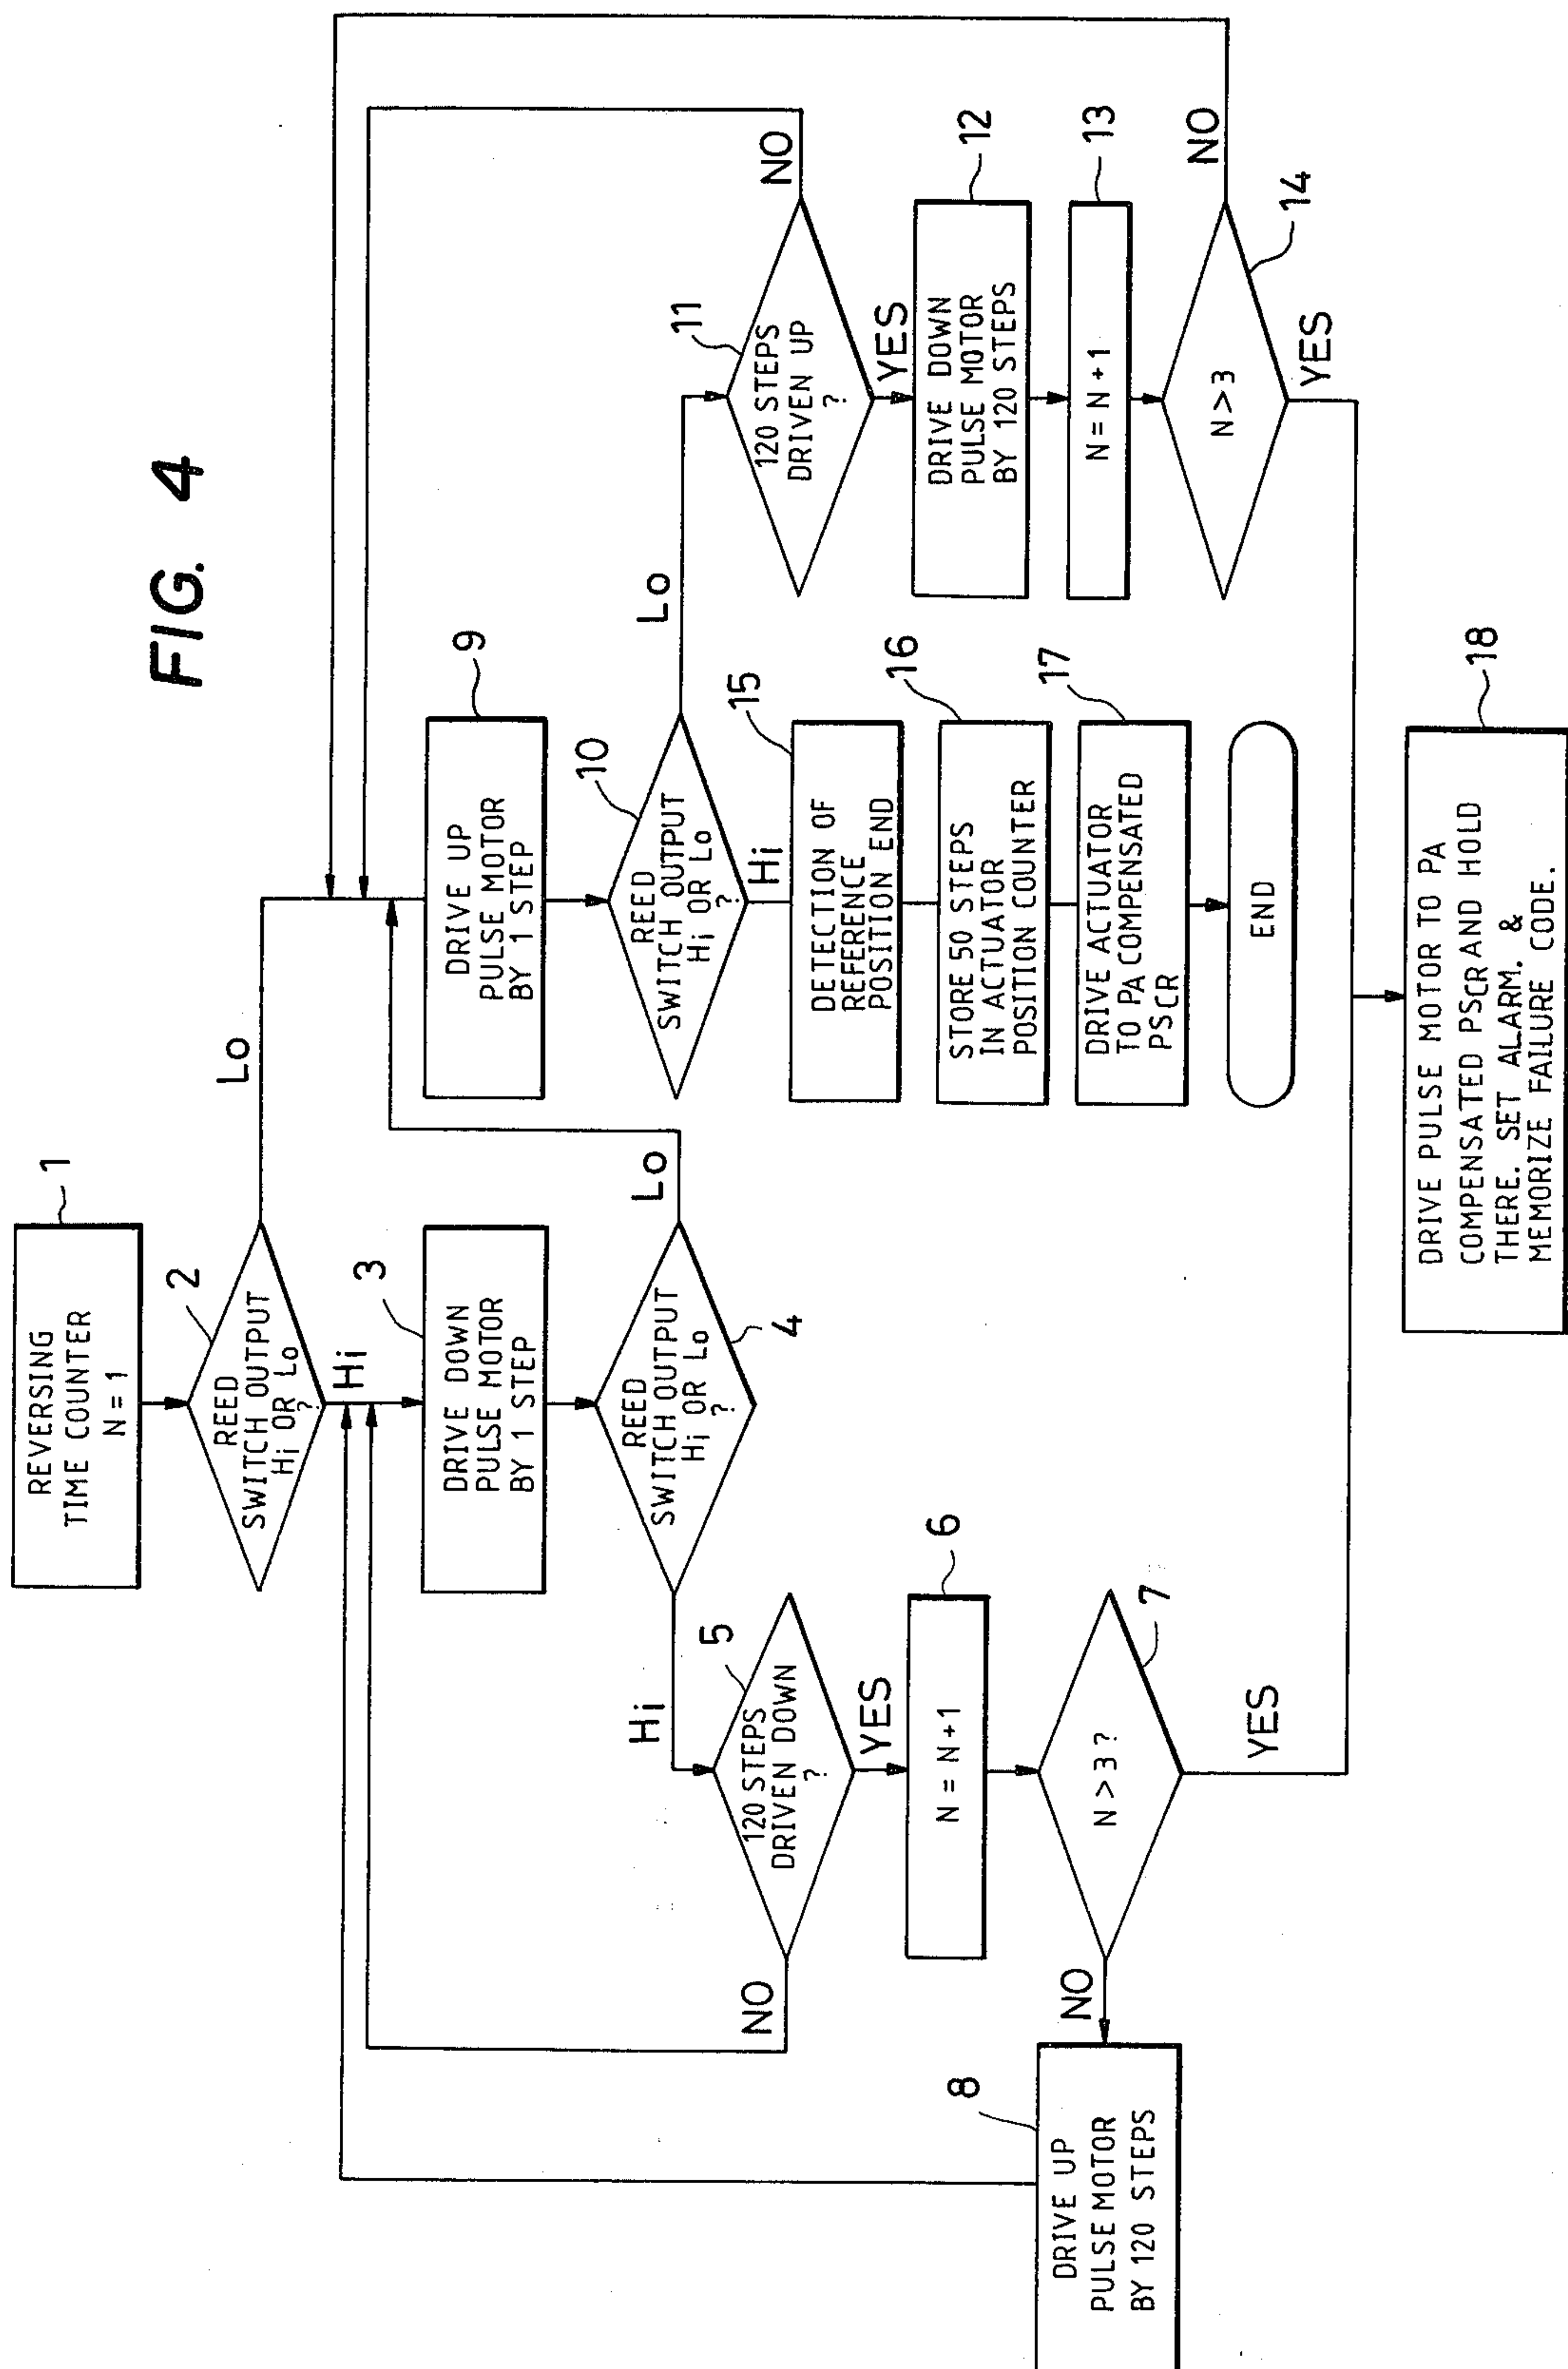 FIG. 4
REVERSING
TIME COUNTER
N = 1
1
REED
SWITCH OUTPUT
Hi OR Lo
?
2
Lo
Hi
DRIVE DOWN
PULSE MOTOR
BY 1 STEP
3
REED
SWITCH OUTPUT
Hi OR Lo
?
4
Lo
Hi
120 STEPS
DRIVEN DOWN
?
5
NO
YES
N = N+1
6
N > 3 ?
7
NO
YES
DRIVE UP
PULSE MOTOR
BY 120 STEPS
8
DRIVE UP
PULSE MOTOR
BY 1 STEP
9
REED
SWITCH OUTPUT
Hi OR Lo
?
10
Lo
Hi
120 STEPS
DRIVEN UP
?
11
NO
YES
DRIVE DOWN
PULSE MOTOR
BY 120 STEPS
12
N = N +1
13
N > 3
14
NO
YES
DETECTION OF
REFERENCE
POSITION END
15
STORE 50 STEPS
IN ACTUATOR
POSITION COUNTER
16
DRIVE ACTUATOR
TO PA COMPENSATED
PSCR
17
END
DRIVE PULSE MOTOR TO PA
COMPENSATED PSCR AND HOLD
THERE. SET ALARM. &
MEMORIZE FAILURE CODE.
18